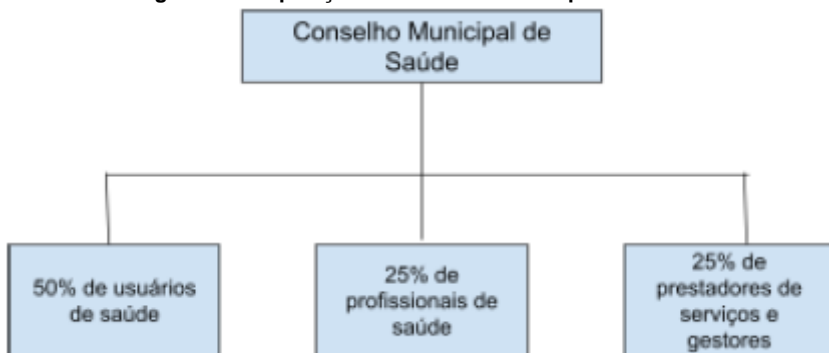 Conselho Municipal de
Saúde
50% de usuários
de saúde
25% de
profissionais de
saúde
25% de
prestadores de
serviços e
gestores